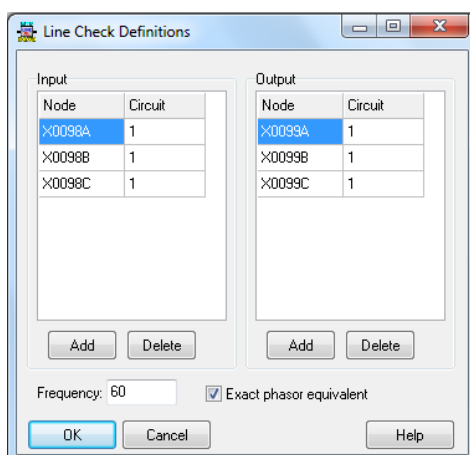 Line Check Definitions
Input
Node Circuit
X0098A 1
X0098B 1
X0098C 1
Add Delete
Output
Node Circuit
X0099A 1
X0099B 1
X0099C 1
Add Delete
Frequency: 60
Exact phasor equivalent
OK Cancel Help